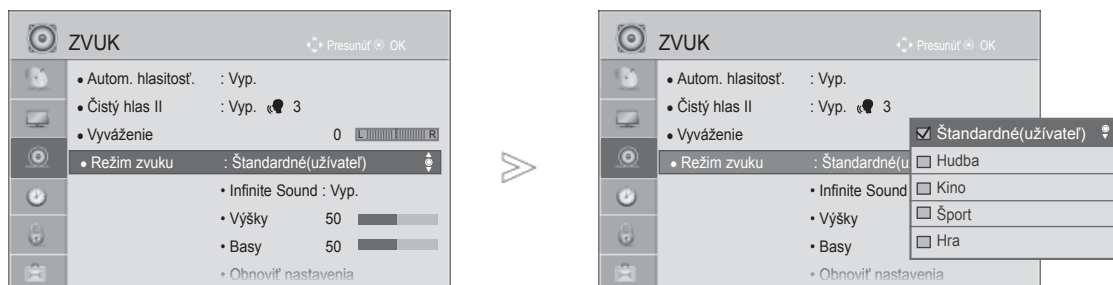 ZVUK
Presunúť OK
• Autom. hlasitosť. : Vyp.
• Čistý hlas II : Vyp. 3
• Vyváženie 0 L R
• Režim zvuku : Štandardné(užívateľ)
• Infinite Sound : Vyp.
• Výšky 50
• Basy 50
• Obnoviť nastavenia
ZVUK
Presunúť OK
• Autom. hlasitosť. : Vyp.
• Čistý hlas II : Vyp. 3
• Vyváženie
• Režim zvuku : Štandardné(u
• Infinite Sound
• Výšky
• Basy
• Obnoviť nastavenia
Štandardné(užívateľ)
Hudba
Kino
Šport
Hra